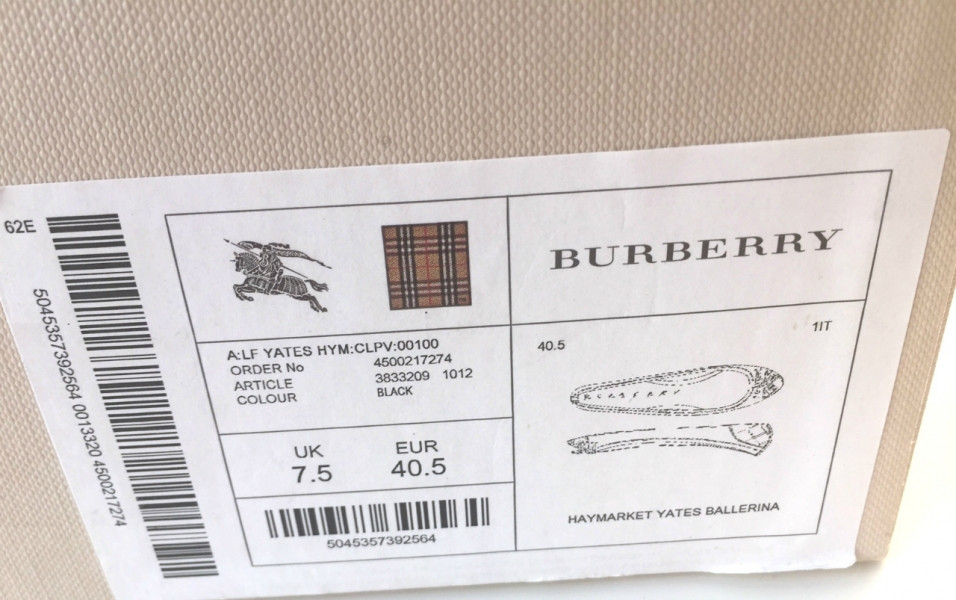 62E
5045357392564 0013320 4500217274
BURBERRY
A:LF YATES HYM:CLPV:00100
ORDER No 4500217274
ARTICLE 3833209 1012
COLOUR BLACK
UK EUR
7.5 40.5
5045357392564
1IT
40.5
BURBERRY
HAYMARKET YATES BALLERINA